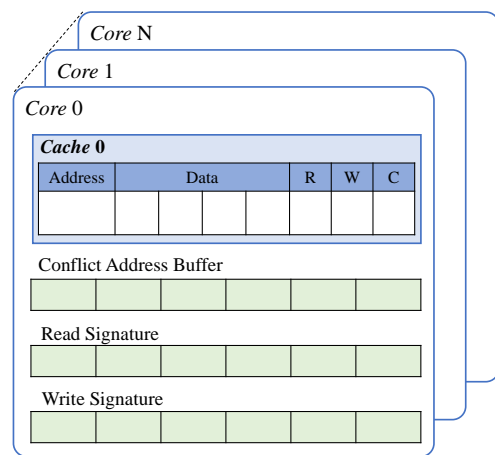 Core N
Core 1
Core 0
Cache 0
Address Data R W C
Conflict Address Buffer
Read Signature
Write Signature